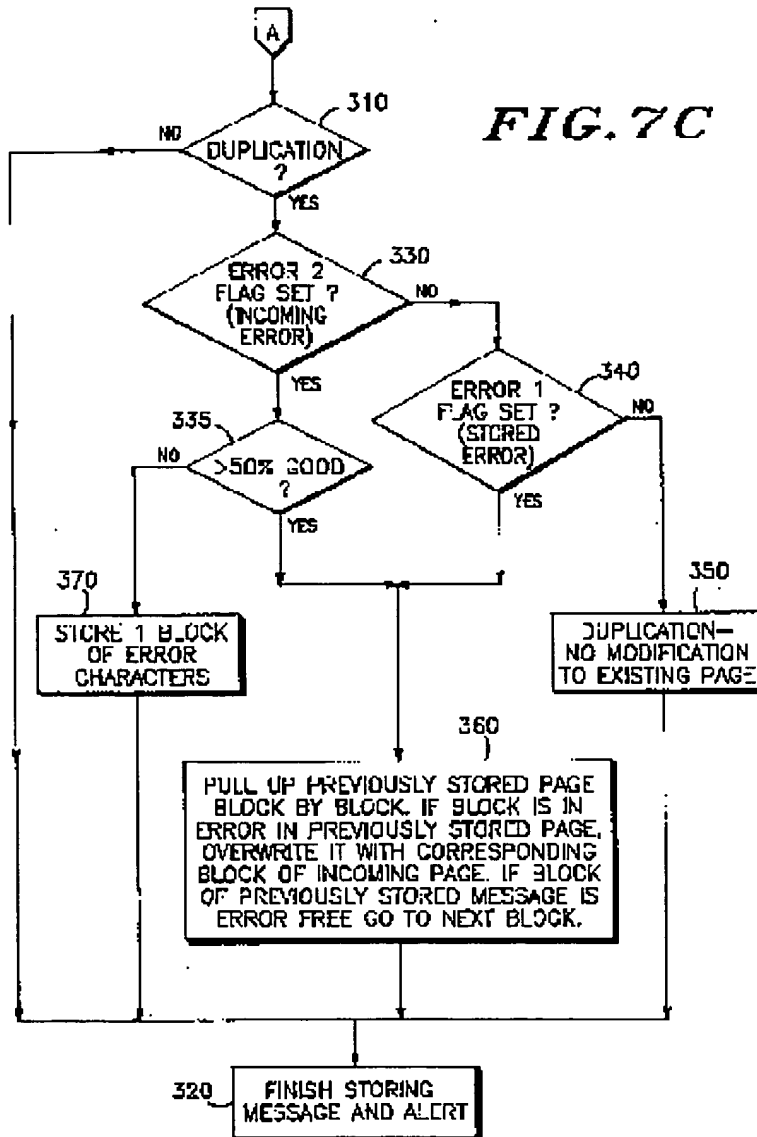 A
310
FIG. 7C
NO
DUPLICATION
?
YES
330
ERROR 2
FLAG SET ?
(INCOMING
ERROR)
NO
YES
340
ERROR 1
FLAG SET ?
(STORED
ERROR)
NO
YES
335
NO
>50% GOOD
?
YES
370
STORE 1 BLOCK
OF ERROR
CHARACTERS
350
DUPLICATION—
NO MODIFICATION
TO EXISTING PAGE
360
PULL UP PREVIOUSLY STORED PAGE
BLOCK BY BLOCK. IF BLOCK IS IN
ERROR IN PREVIOUSLY STORED PAGE,
OVERWRITE IT WITH CORRESPONDING
BLOCK OF INCOMING PAGE. IF BLOCK
OF PREVIOUSLY STORED MESSAGE IS
ERROR FREE GO TO NEXT BLOCK.
320
FINISH STORING
MESSAGE AND ALERT